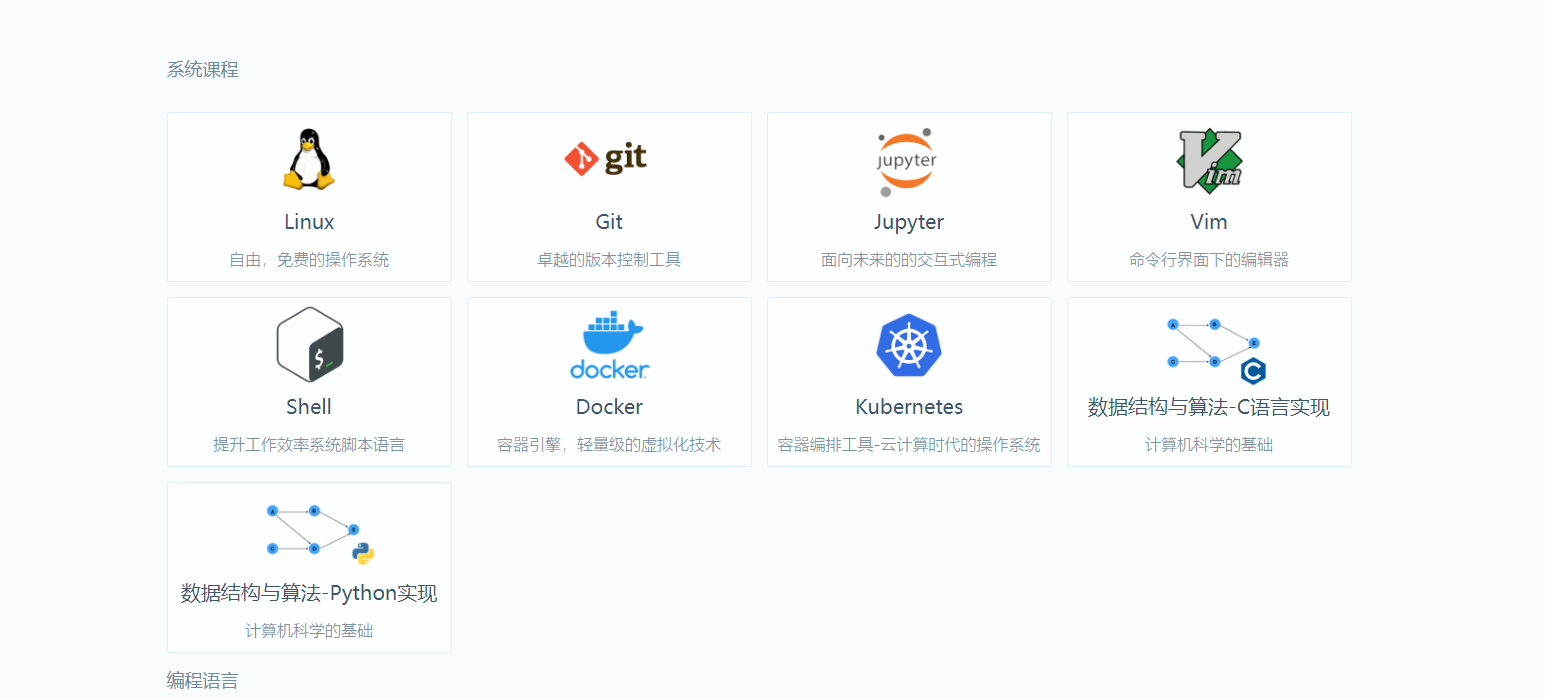 系统课程
git
jupyter
Vim
Linux
Git
Jupyter
Vim
自由，免费的操作系统
卓越的版本控制工具
面向未来的的交互式编程
命令行界面下的编辑器
$_
docker
A
B
E
C
D
C
Shell
Docker
Kubernetes
数据结构与算法-C语言实现
提升工作效率系统脚本语言
容器引擎，轻量级的虚拟化技术
容器编排工具-云计算时代的操作系统
计算机科学的基础
A
B
E
C
D
数据结构与算法-Python实现
计算机科学的基础
编程语言